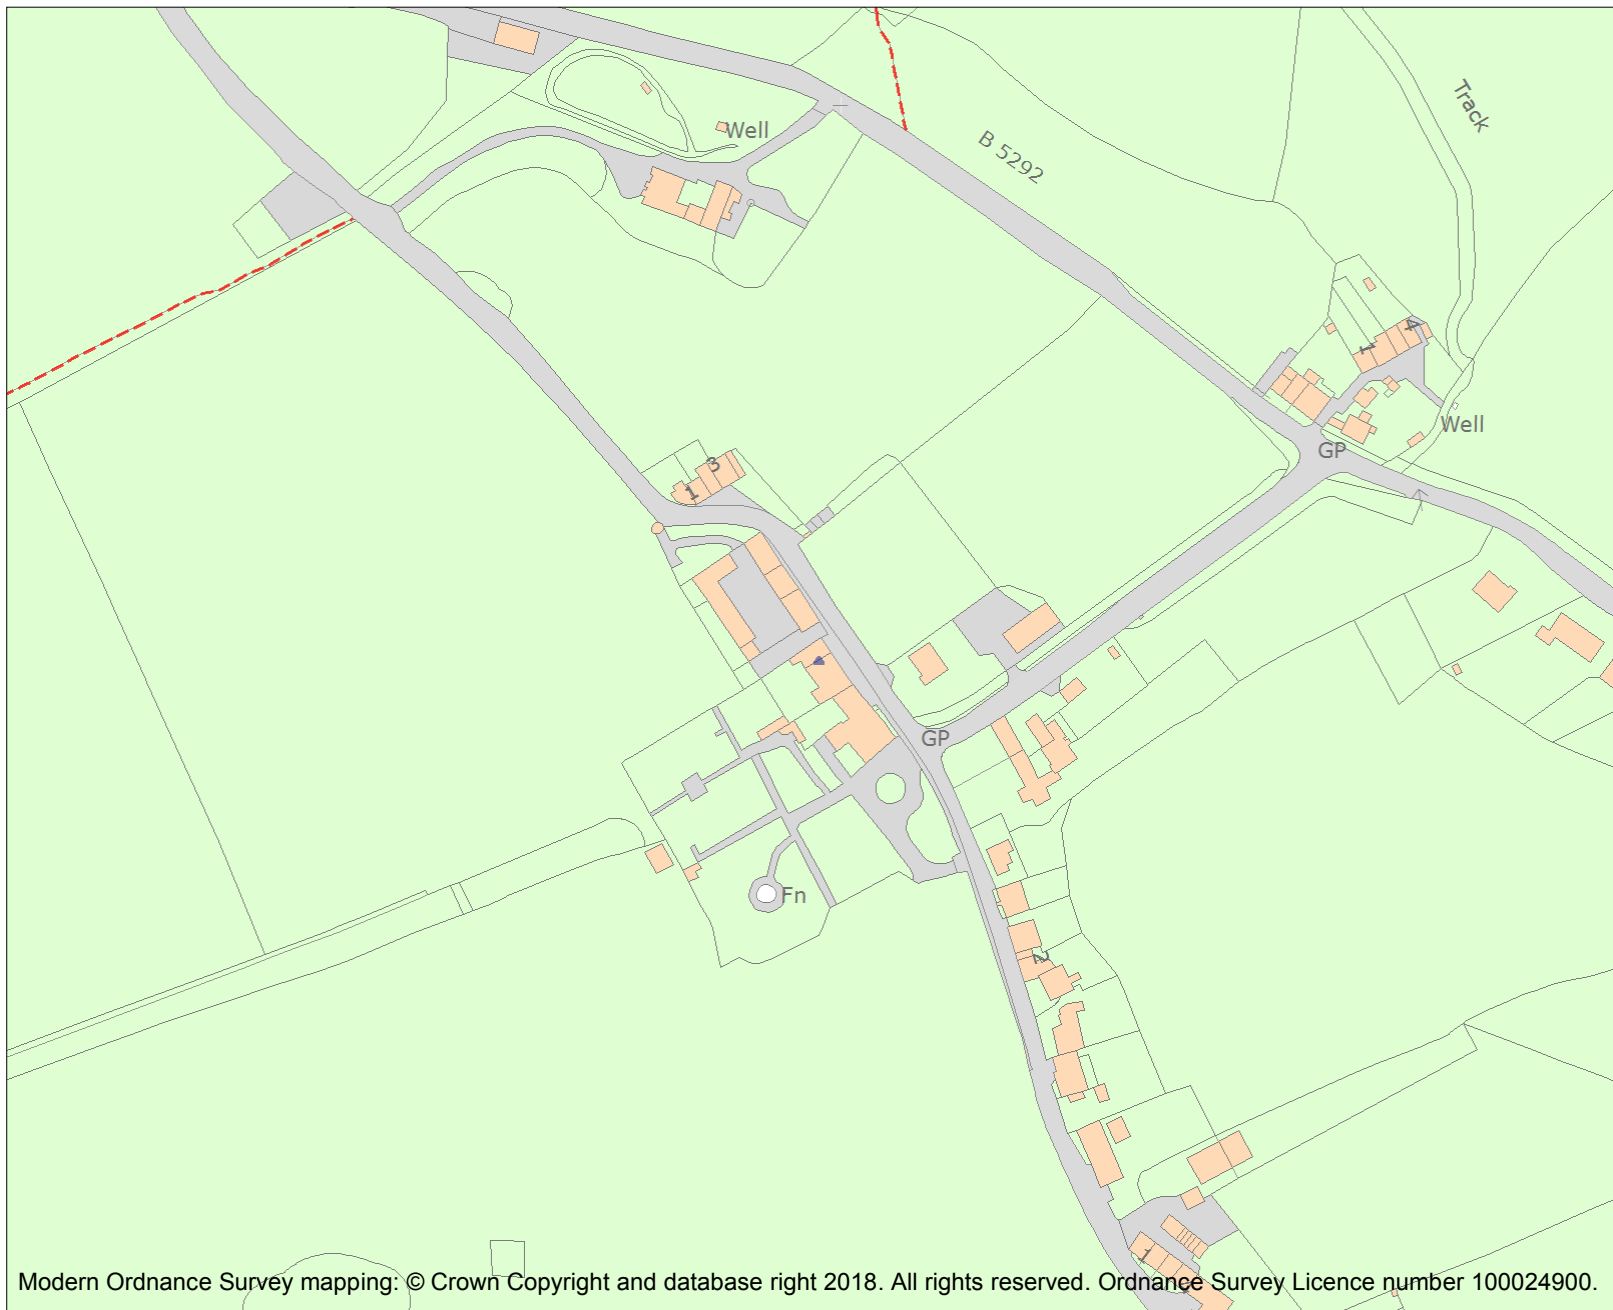 Track
Well
B 5292
4
1
Well
GP
3
1
GP
Fn
2
1
Modern Ordnance Survey mapping: © Crown Copyright and database right 2018. All rights reserved. Ordnance Survey Licence number 100024900.